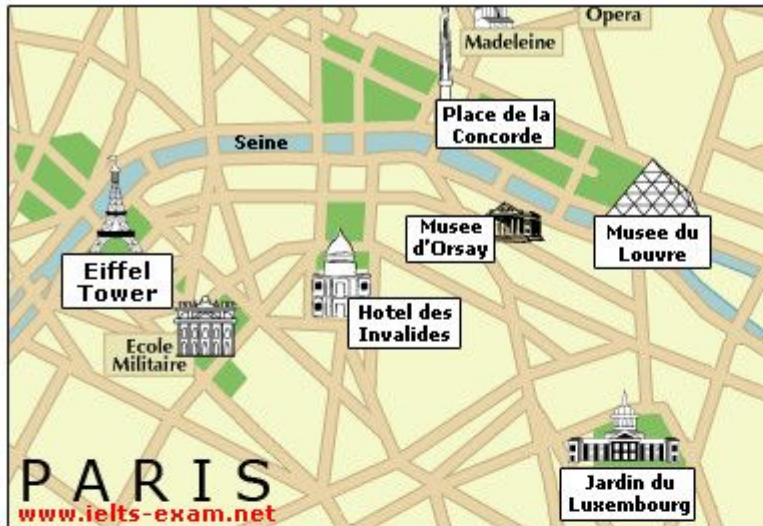 Opera
Madeleine
Place de la
Concorde
Seine
Musee
d'Orsay
Musee du
Louvre
Eiffel
Tower
Hotel des
Invalides
Ecole
Militaire
Jardin du
Luxembourg
PARIS
www.ielts-exam.net